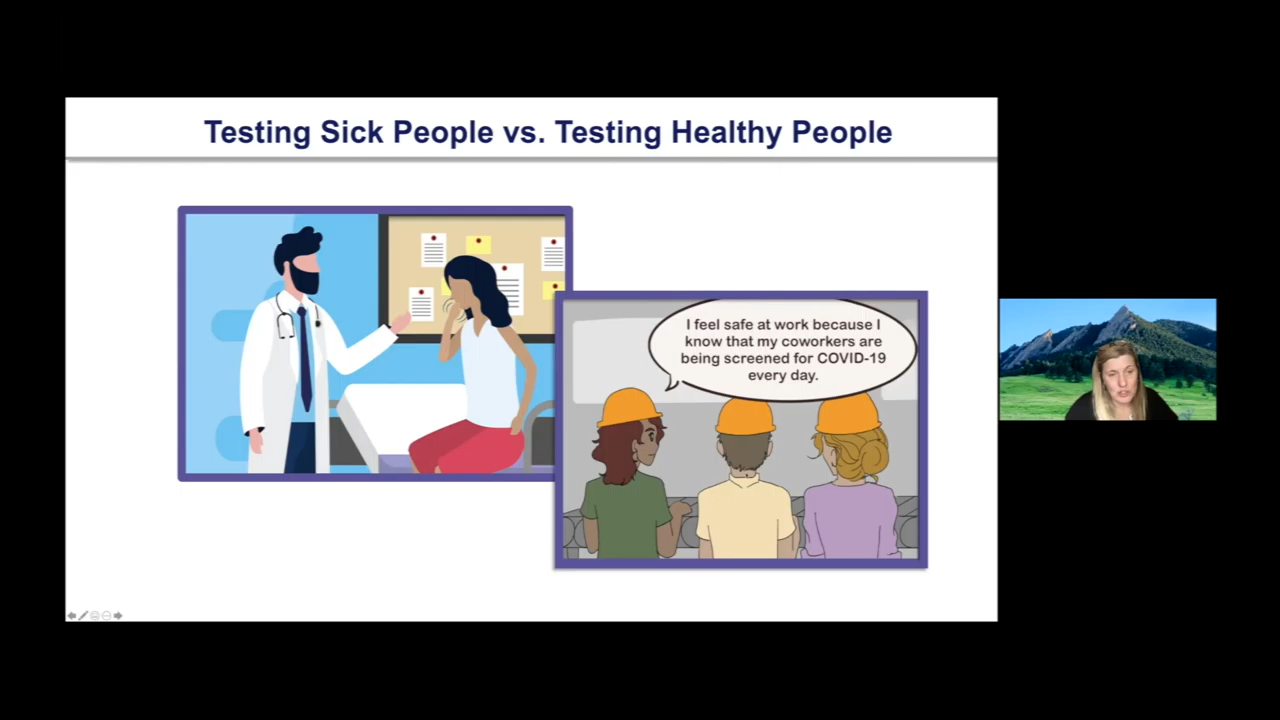 Testing Sick People vs. Testing Healthy People
I feel safe at work because I
know that my coworkers are
being screened for COVID-19
every day.